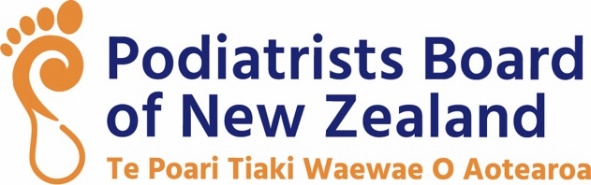 Podiatrists Board
of New Zealand
Te Poari Tiaki Waewae O Aotearoa